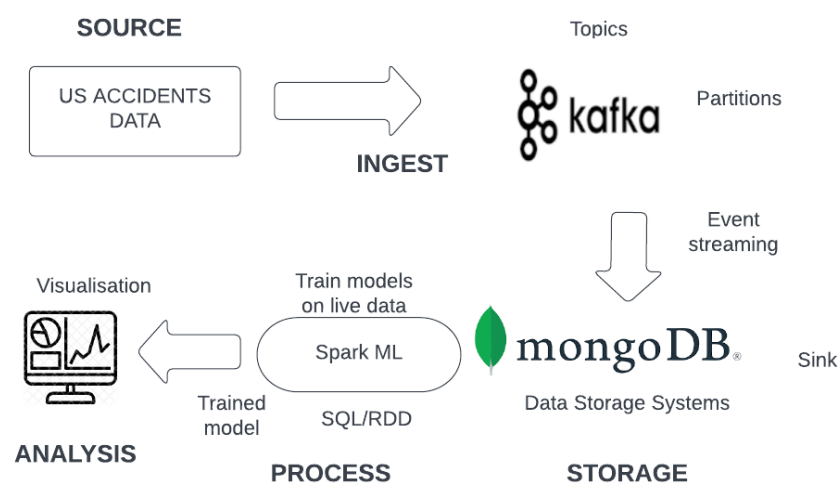 SOURCE
Topics
US ACCIDENTS
DATA
kafka
Partitions
INGEST
Event
streaming
Visualisation
Train models
on live data
Spark ML
mongoDB®
Sink
Trained
model
SQL/RDD
Data Storage Systems
ANALYSIS
PROCESS
STORAGE